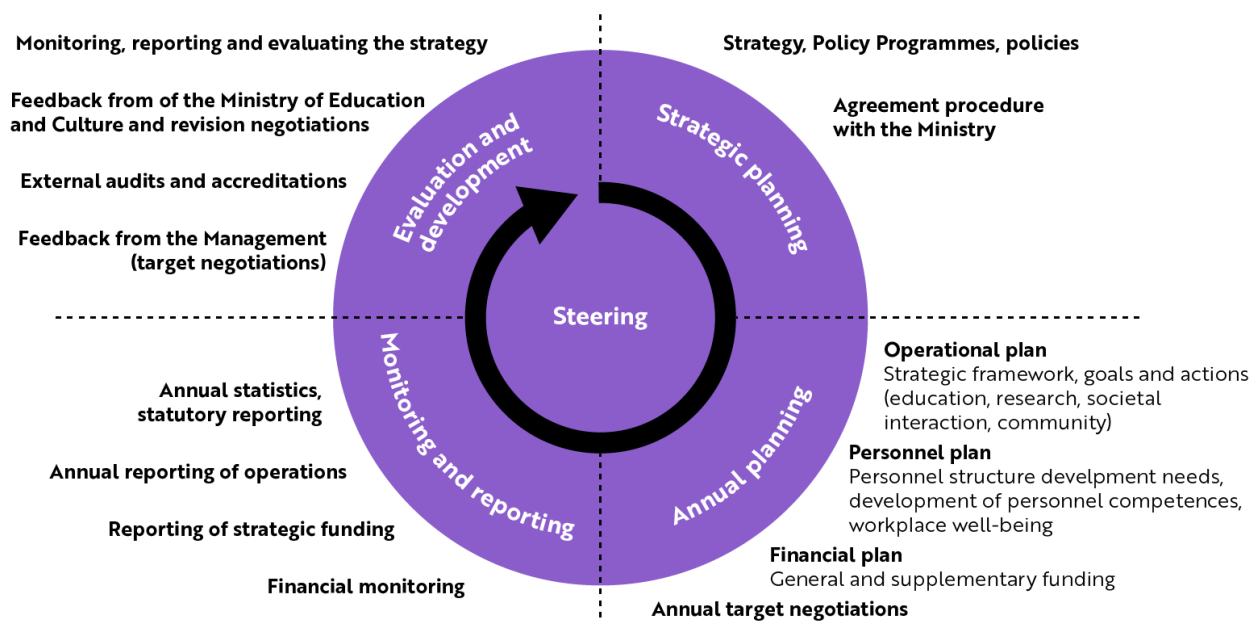 Monitoring, reporting and evaluating the strategy
Feedback from of the Ministry of Education
and Culture and revision negotiations
External audits and accreditations
Feedback from the Management
(target negotiations)
Evaluation and
development
Strategy, Policy Programmes, policies
Agreement procedure
with the Ministry
Strategic planning
Steering
Operational plan
Strategic framework, goals and actions
(education, research, societal
interaction, community)
Personnel plan
Personnel structure develpment needs,
development of personnel competences,
workplace well-being
Financial plan
General and supplementary funding
Annual target negotiations
Annual planning
Monitoring and reporting
Annual statistics,
statutory reporting
Annual reporting of operations
Reporting of strategic funding
Financial monitoring